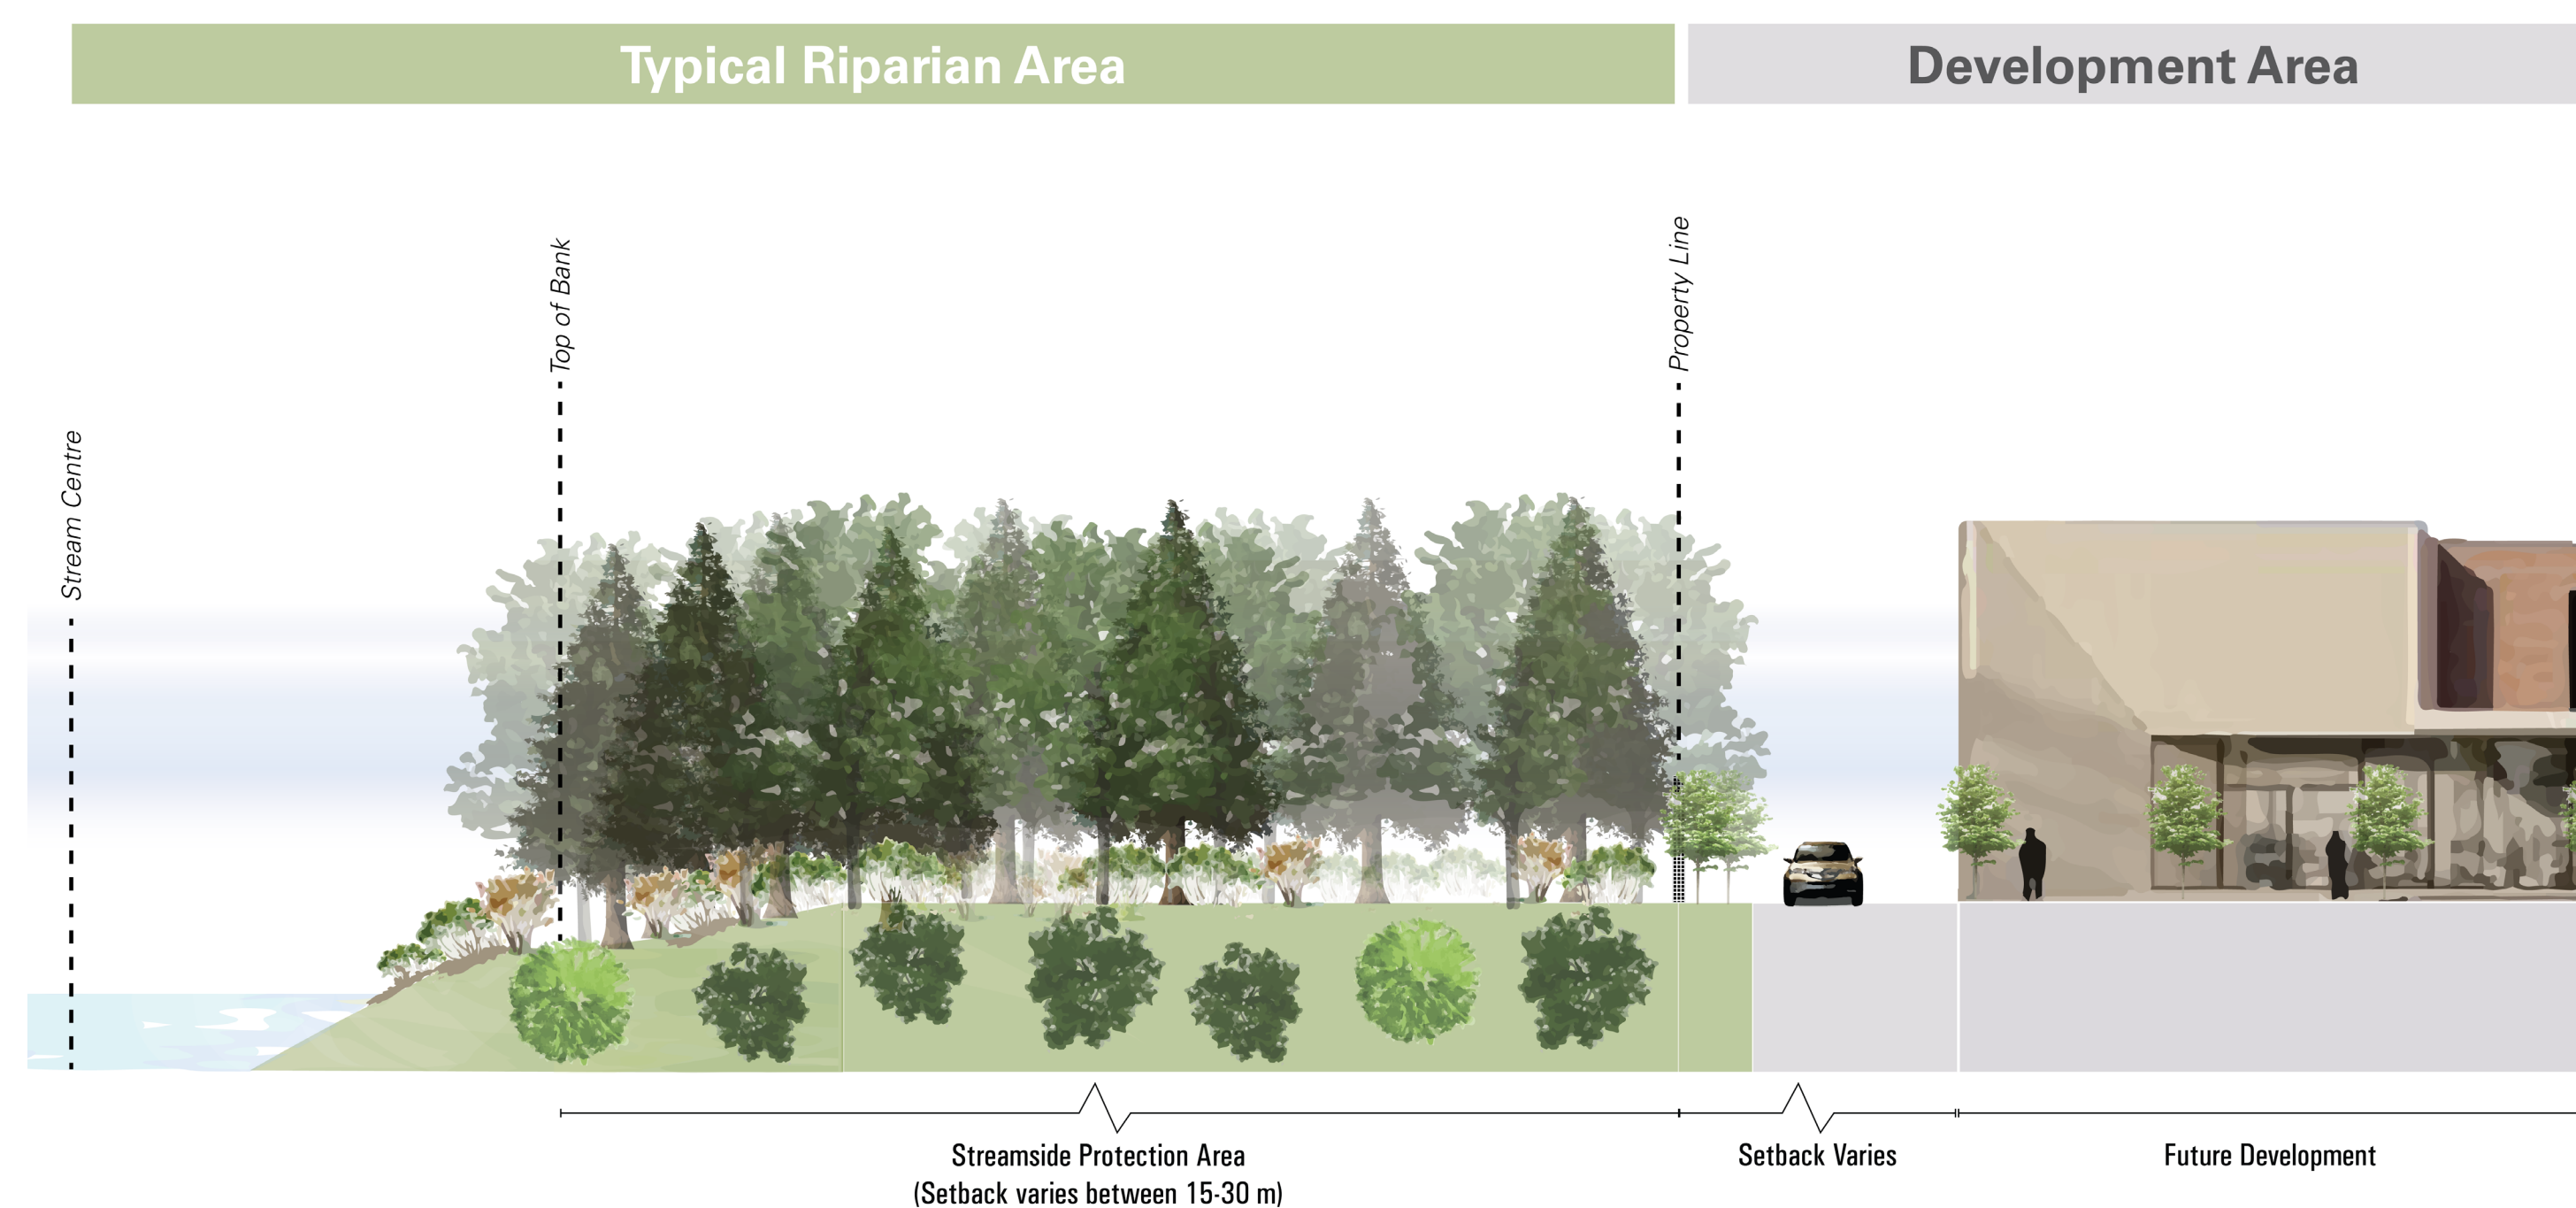 Typical Riparian Area
Development Area
Stream Centre
Top of Bank
Property Line
Streamside Protection Area
(Setback varies between 15-30 m)
Setback Varies
Future Development